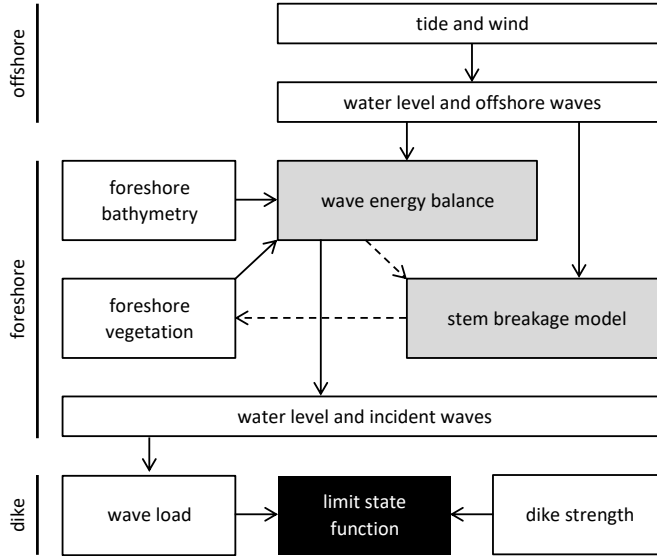 offshore
tide and wind
water level and offshore waves
foreshore
foreshore
bathymetry
wave energy balance
foreshore
vegetation
stem breakage model
water level and incident waves
dike
wave load
limit state
function
dike strength